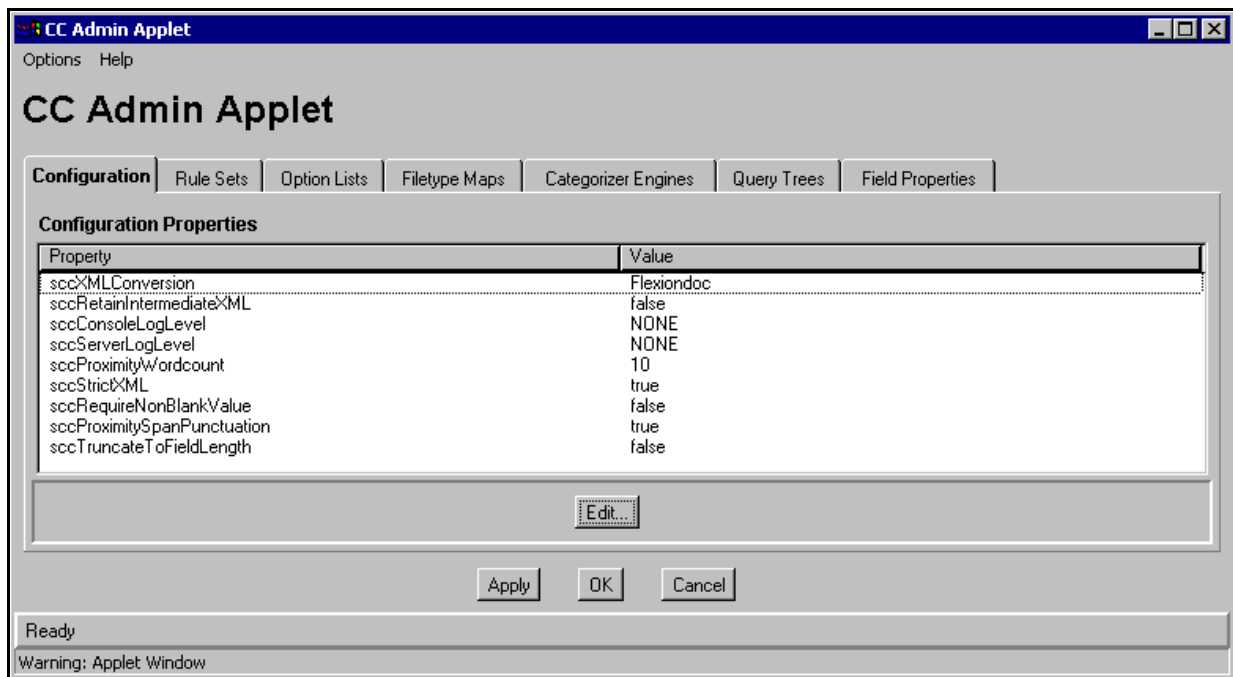 CC Admin Applet
Options Help
CC Admin Applet
Configuration Rule Sets Option Lists Filetype Maps Categorizer Engines Query Trees Field Properties
Configuration Properties
Property Value
sccXMLConversion Flexiondoc
sccRetainIntermediateXML false
sccConsoleLogLevel NONE
sccServerLogLevel NONE
sccProximityWordcount 10
sccStrictXML true
sccRequireNonBlankValue false
sccProximitySpanPunctuation true
sccTruncateToFieldLength false
Edit...
Apply OK Cancel
Ready
Warning: Applet Window